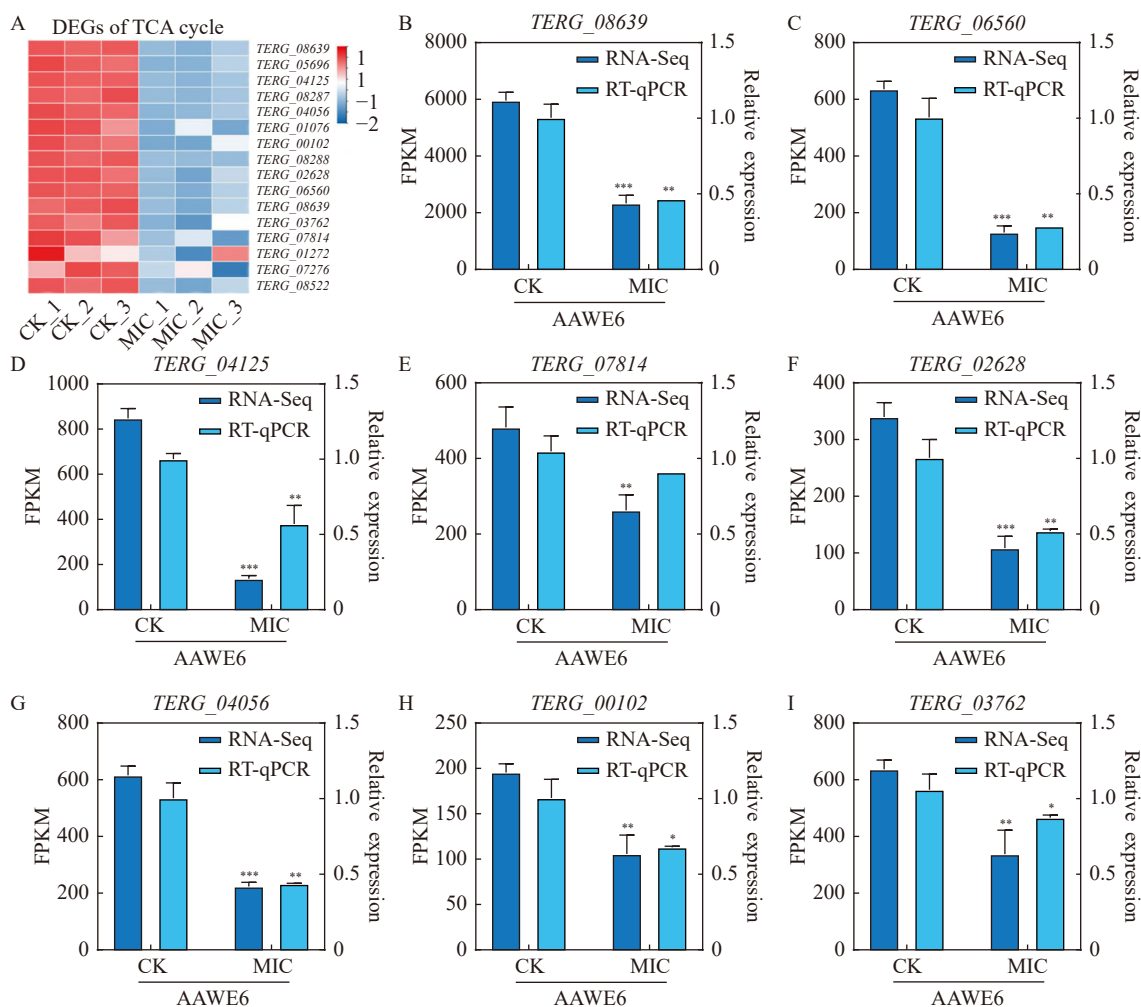 A
DEGs of TCA cycle
TERG_08639
TERG_05696
TERG_04125
TERG_08287
TERG_04056
TERG_01076
TERG_00102
TERG_08288
TERG_02628
TERG_06560
TERG_08639
TERG_03762
TERG_07814
TERG_01272
TERG_07276
TERG_08522
1
1
−1
−2
CK_1 CK_2 CK_3 MIC_1 MIC_2 MIC_3
B
TERG_08639
8000
6000
4000
2000
0
FPKM
1.5
1.0
0.5
0
Relative expression
RNA-Seq
RT-qPCR
***
**
CK MIC
AAWE6
C
TERG_06560
800
600
400
200
0
FPKM
1.5
1.0
0.5
0
Relative expression
RNA-Seq
RT-qPCR
***
**
CK MIC
AAWE6
D
TERG_04125
1000
800
600
400
200
0
FPKM
1.5
1.0
0.5
0
Relative expression
RNA-Seq
RT-qPCR
***
**
CK MIC
AAWE6
E
TERG_07814
600
400
200
0
FPKM
1.5
1.0
0.5
0
Relative expression
RNA-Seq
RT-qPCR
**
CK MIC
AAWE6
F
TERG_02628
400
300
200
100
0
FPKM
1.5
1.0
0.5
0
Relative expression
RNA-Seq
RT-qPCR
***
**
CK MIC
AAWE6
G
TERG_04056
800
600
400
200
0
FPKM
1.5
1.0
0.5
0
Relative expression
RNA-Seq
RT-qPCR
***
**
CK MIC
AAWE6
H
TERG_00102
250
200
150
100
50
0
FPKM
1.5
1.0
0.5
0
Relative expression
RNA-Seq
RT-qPCR
**
*
CK MIC
AAWE6
I
TERG_03762
800
600
400
200
0
FPKM
1.5
1.0
0.5
0
Relative expression
RNA-Seq
RT-qPCR
**
*
CK MIC
AAWE6